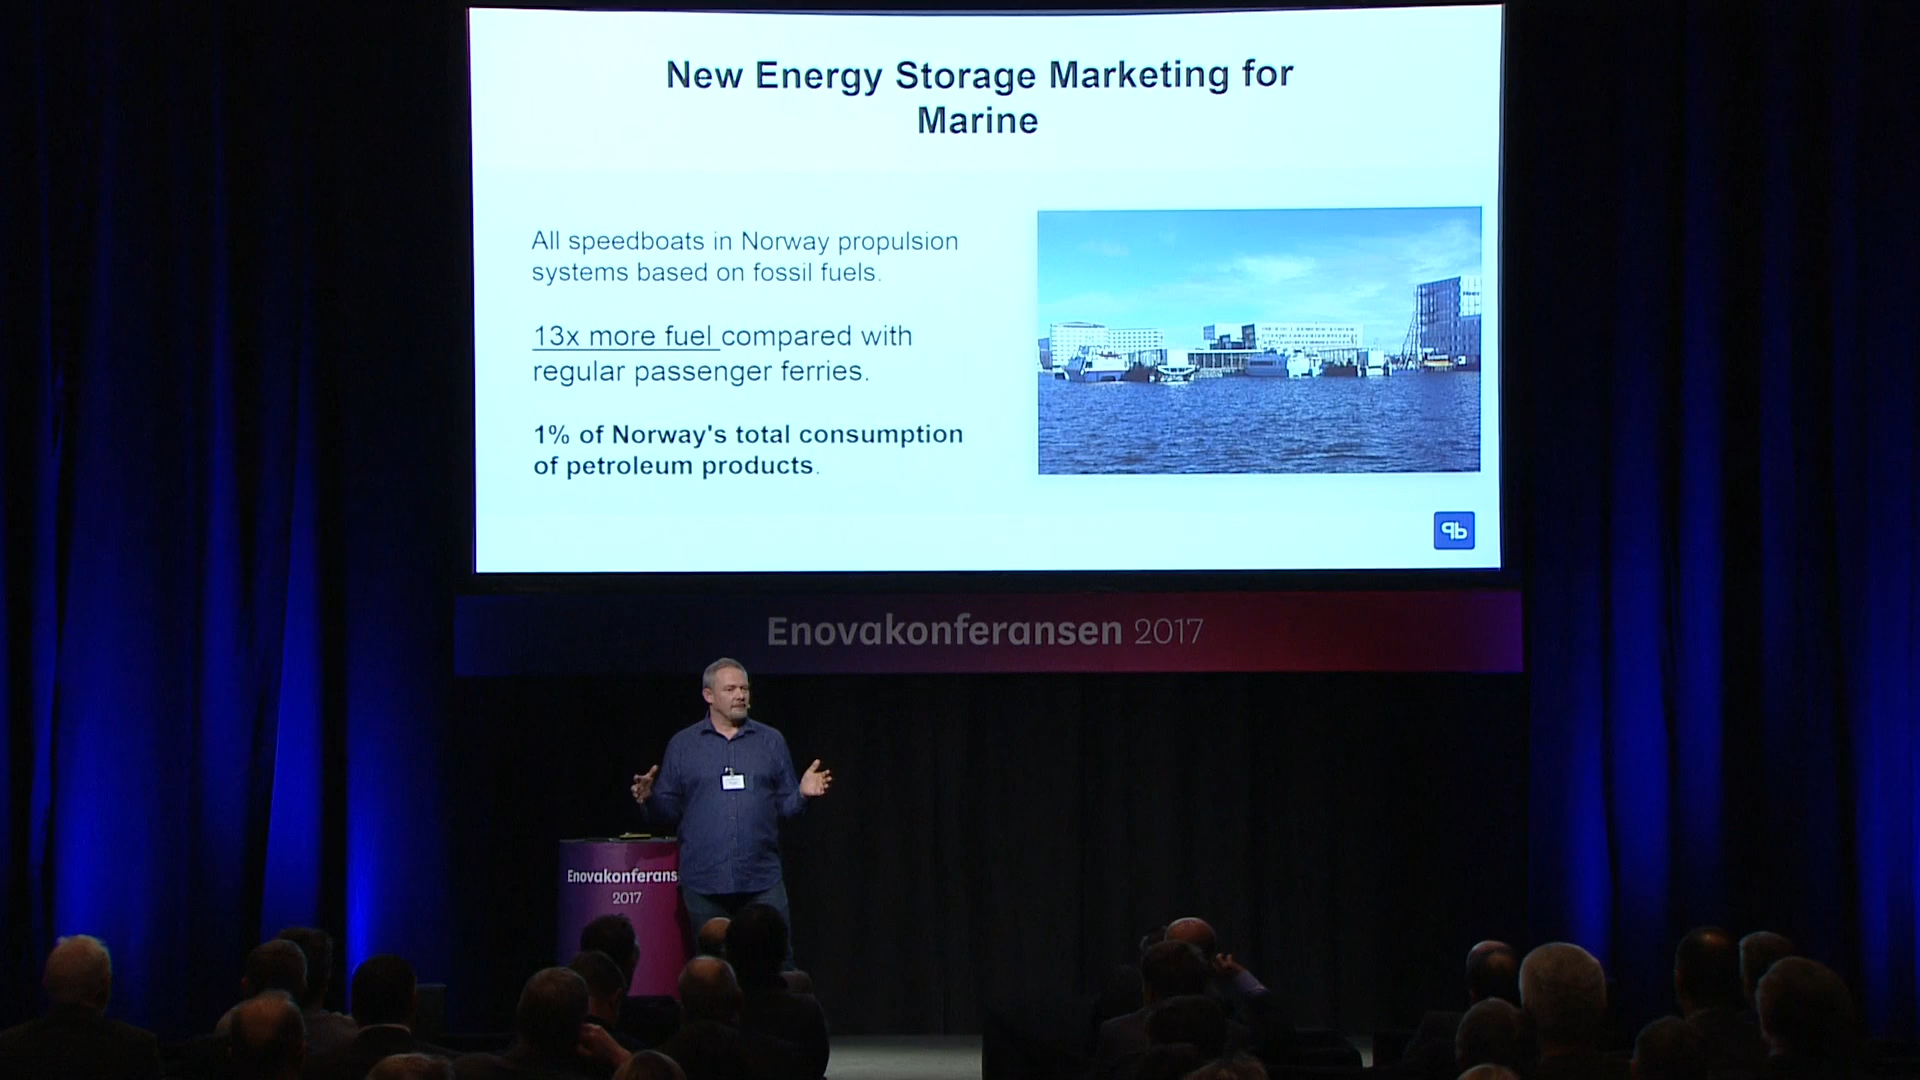 New Energy Storage Marketing for
Marine
All speedboats in Norway propulsion
systems based on fossil fuels.
13x more fuel compared with
regular passenger ferries.
1% of Norway's total consumption
of petroleum products.
Enovakonferansen 2017
Enovakonferans
2017